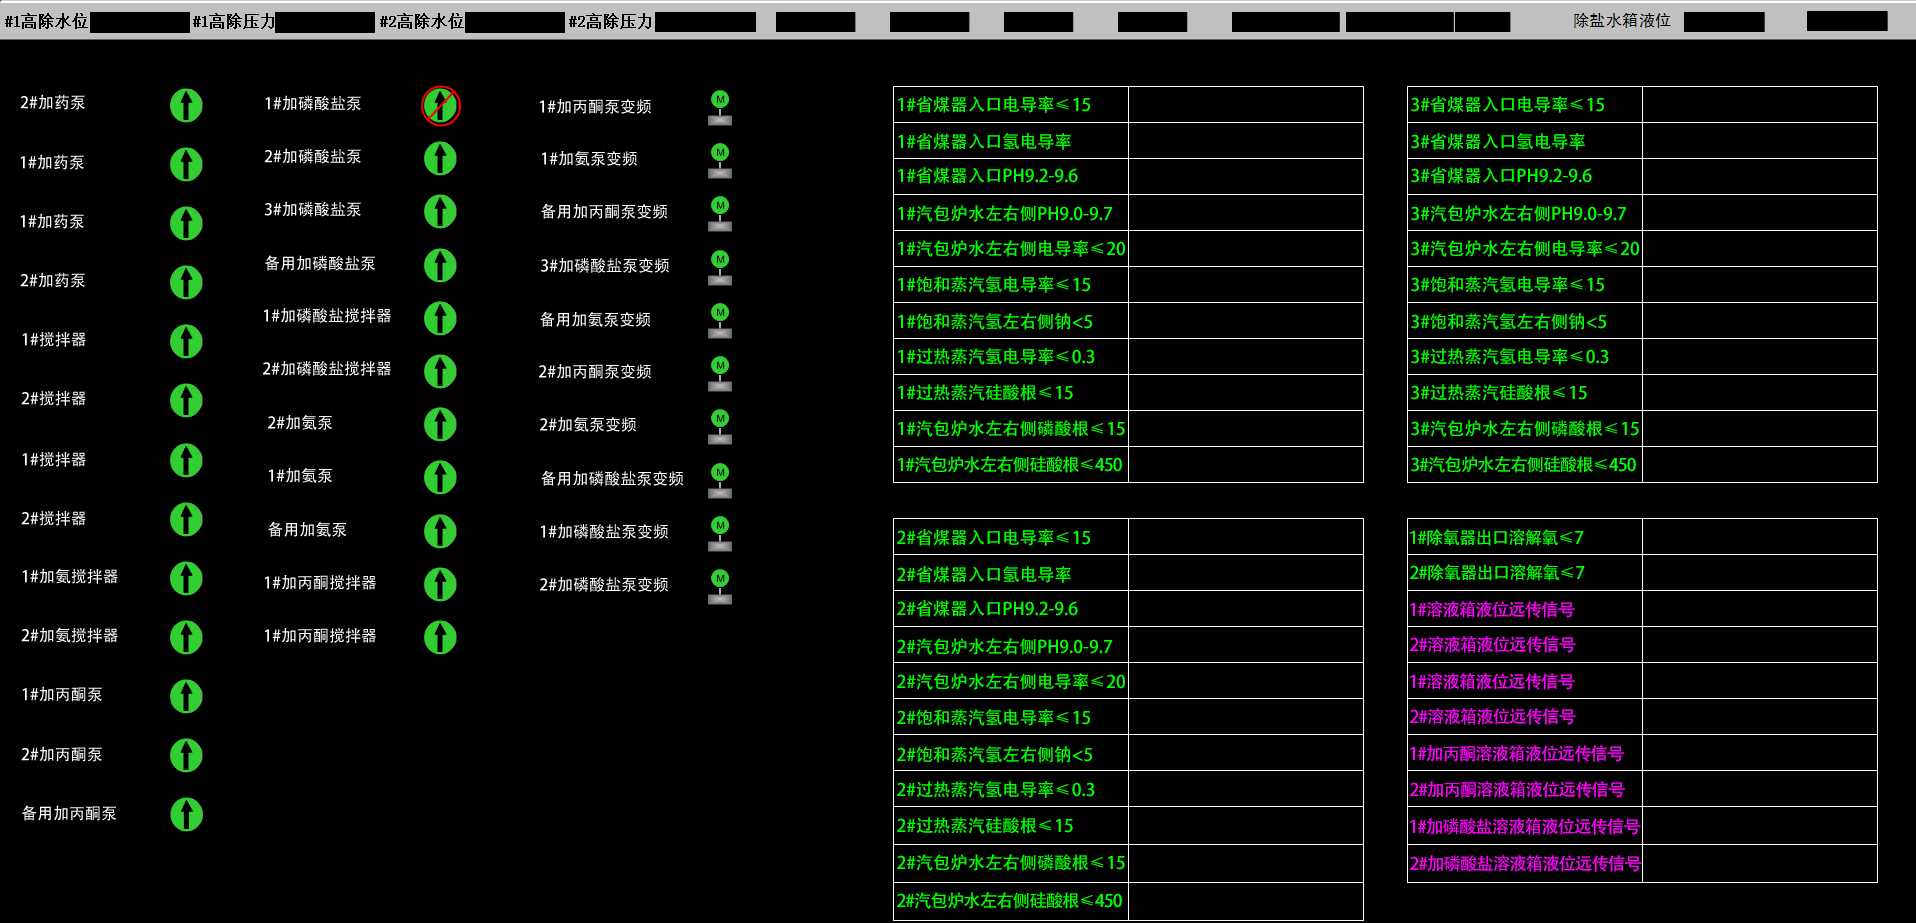 #1高除水位 #1高除压力 #2高除水位 #2高除压力 除盐水箱液位
2#加药泵
1#加药泵
1#加药泵
2#加药泵
1#搅拌器
2#搅拌器
1#搅拌器
2#搅拌器
1#加氨搅拌器
2#加氨搅拌器
1#加丙酮泵
2#加丙酮泵
备用加丙酮泵
1#加磷酸盐泵
2#加磷酸盐泵
3#加磷酸盐泵
备用加磷酸盐泵
1#加磷酸盐搅拌器
2#加磷酸盐搅拌器
2#加氨泵
1#加氨泵
备用加氨泵
1#加丙酮搅拌器
1#加丙酮搅拌器
1#加丙酮泵变频 M
1#加氨泵变频 M
备用加丙酮泵变频 M
3#加磷酸盐泵变频 M
备用加氨泵变频 M
2#加丙酮泵变频 M
2#加氨泵变频 M
备用加磷酸盐泵变频 M
1#加磷酸盐泵变频 M
2#加磷酸盐泵变频 M
1#省煤器入口电导率≤15
1#省煤器入口氢电导率
1#省煤器入口PH9.2-9.6
1#汽包炉水左右侧PH9.0-9.7
1#汽包炉水左右侧电导率≤20
1#饱和蒸汽氢电导率≤15
1#饱和蒸汽氢左右侧钠<5
1#过热蒸汽氢电导率≤0.3
1#过热蒸汽硅酸根≤15
1#汽包炉水左右侧磷酸根≤15
1#汽包炉水左右侧硅酸根≤450
3#省煤器入口电导率≤15
3#省煤器入口氢电导率
3#省煤器入口PH9.2-9.6
3#汽包炉水左右侧PH9.0-9.7
3#汽包炉水左右侧电导率≤20
3#饱和蒸汽氢电导率≤15
3#饱和蒸汽氢左右侧钠<5
3#过热蒸汽氢电导率≤0.3
3#过热蒸汽硅酸根≤15
3#汽包炉水左右侧磷酸根≤15
3#汽包炉水左右侧硅酸根≤450
2#省煤器入口电导率≤15
2#省煤器入口氢电导率
2#省煤器入口PH9.2-9.6
2#汽包炉水左右侧PH9.0-9.7
2#汽包炉水左右侧电导率≤20
2#饱和蒸汽氢电导率≤15
2#饱和蒸汽氢左右侧钠<5
2#过热蒸汽氢电导率≤0.3
2#过热蒸汽硅酸根≤15
2#汽包炉水左右侧磷酸根≤15
2#汽包炉水左右侧硅酸根≤450
1#除氧器出口溶解氧≤7
2#除氧器出口溶解氧≤7
1#溶液箱液位远传信号
2#溶液箱液位远传信号
1#溶液箱液位远传信号
2#溶液箱液位远传信号
1#加丙酮溶液箱液位远传信号
2#加丙酮溶液箱液位远传信号
1#加磷酸盐溶液箱液位远传信号
2#加磷酸盐溶液箱液位远传信号